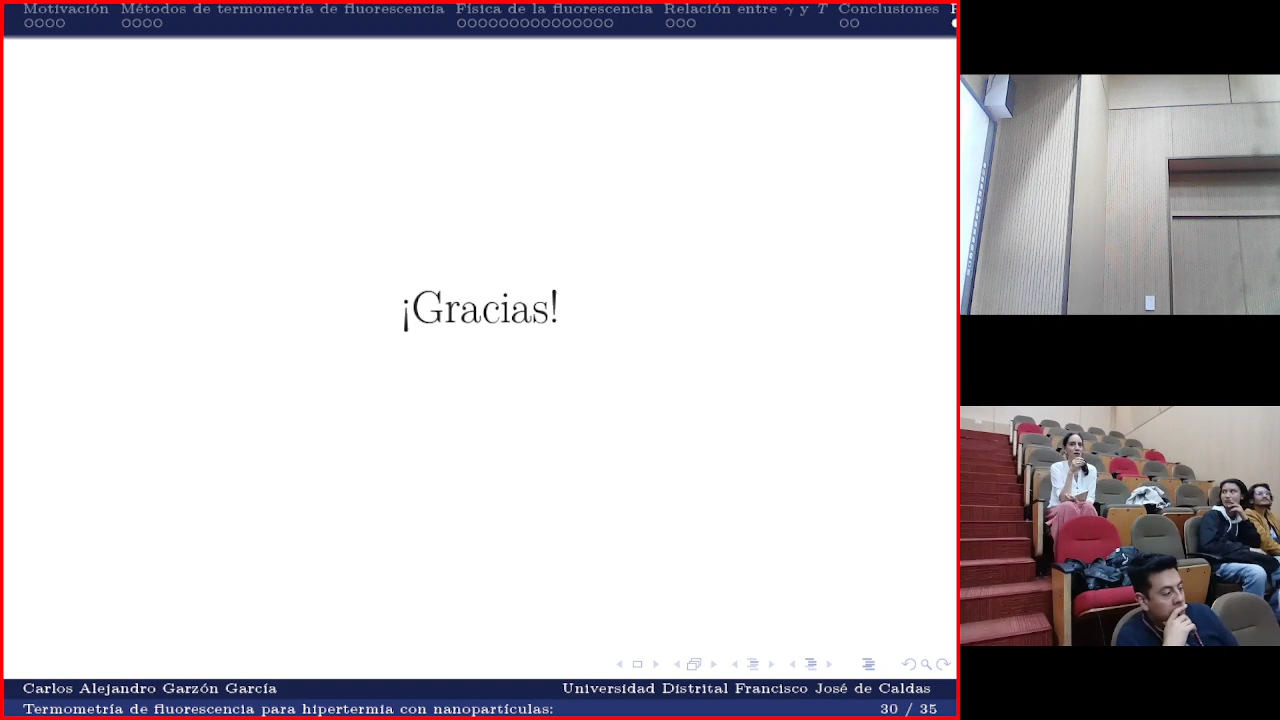 Motivación Métodos de termometría de fluorescencia Física de la fluorescencia Relación entre γ y T Conclusiones
¡Gracias!
Carlos Alejandro Garzón García Universidad Distrital Francisco José de Caldas
Termometría de fluorescencia para hipertermia con nanopartículas: 30 / 35